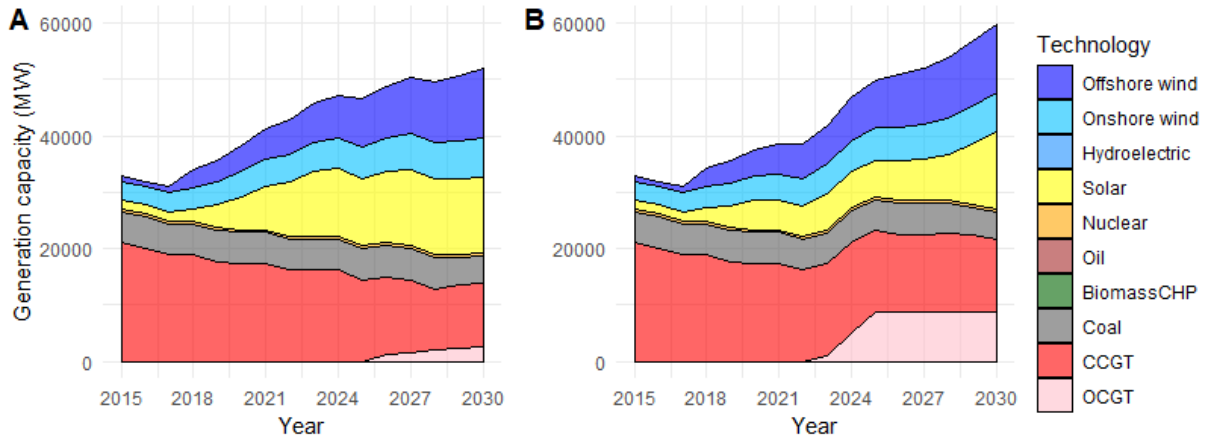 A
B
Generation capacity (MW)
60000
40000
20000
0
2015 2018 2021 2024 2027 2030
Year
60000
40000
20000
0
2015 2018 2021 2024 2027 2030
Year
Technology
Offshore wind
Onshore wind
Hydroelectric
Solar
Nuclear
Oil
BiomassCHP
Coal
CCGT
OCGT